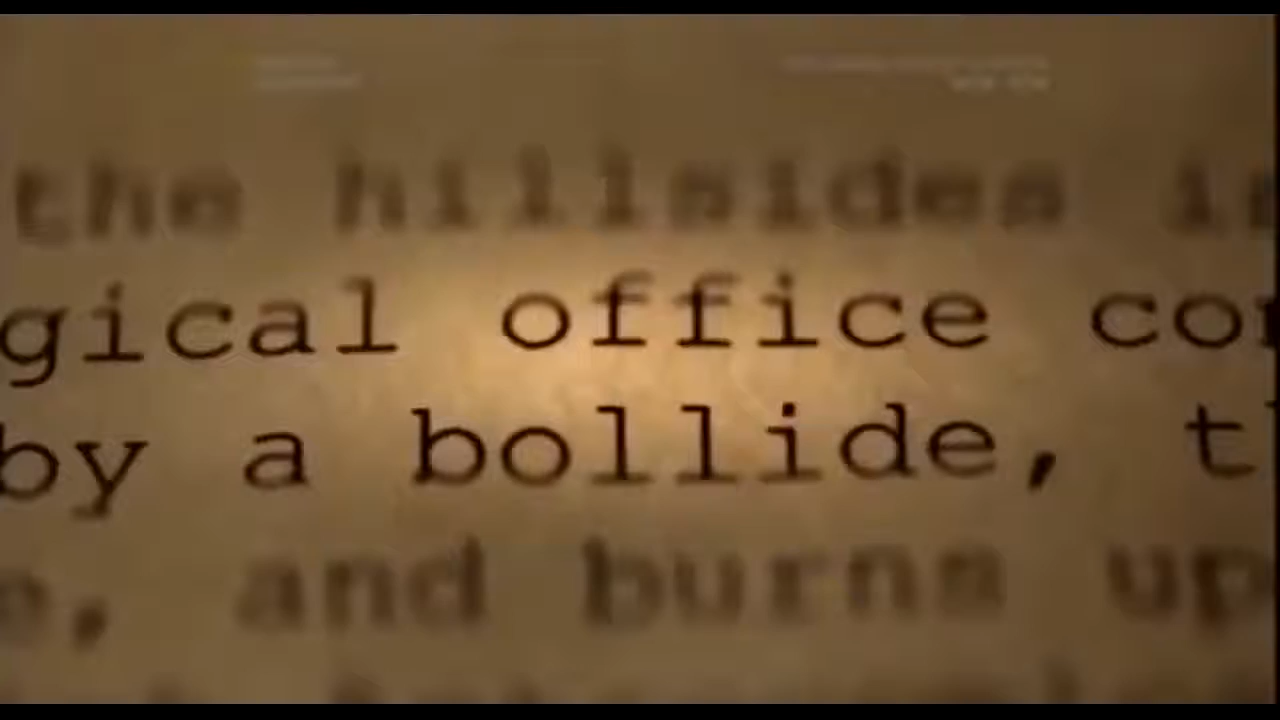 the hillsides i
gical office co
by a bollide, t
e, and burns up